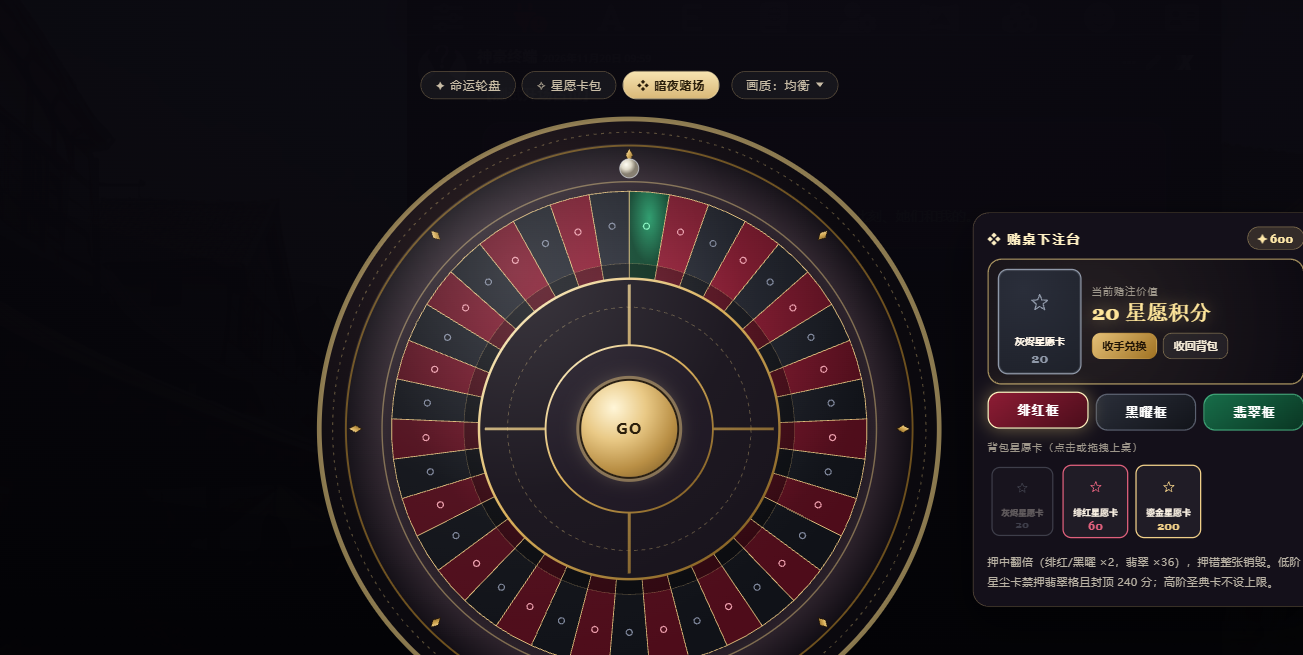 ✦ 命运轮盘
✧ 星愿卡包
❖ 暗夜赌场
画质：均衡
❖ 赌桌下注台
✦600
灰烬星愿卡
20
当前赌注价值
20 星愿积分
收手兑换
收回背包
绯红框
黑曜框
翡翠框
背包星愿卡（点击或拖拽上桌）
灰烬星愿卡
20
绯红星愿卡
60
鎏金星愿卡
200
押中翻倍（绯红/黑曜 ×2，翡翠 ×36），押错整张销毁。低阶
星尘卡禁押翡翠格且封顶 240 分；高阶圣典卡不设上限。
GO